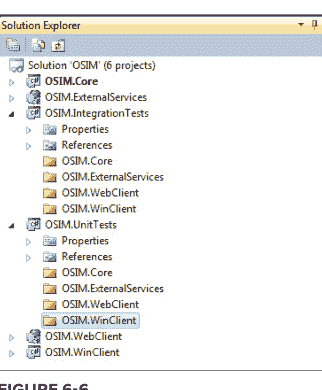 Solution Explorer
Solution 'OSIM' (6 projects)
OSIM.Core
OSIM.ExternalServices
OSIM.IntegrationTests
Properties
References
OSIM.Core
OSIM.ExternalServices
OSIM.WebClient
OSIM.WinClient
OSIM.UnitTests
Properties
References
OSIM.Core
OSIM.ExternalServices
OSIM.WebClient
OSIM.WinClient
OSIM.WebClient
OSIM.WinClient
FIGURE 6-6